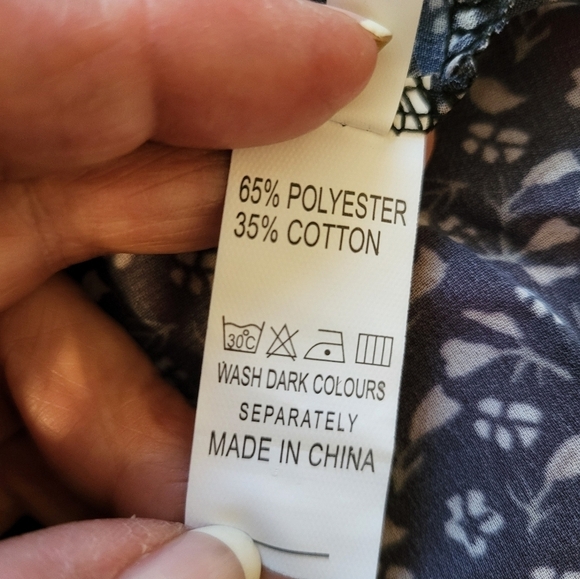 65% POLYESTER
35% COTTON
30°C
WASH DARK COLOURS
SEPARATELY
MADE IN CHINA